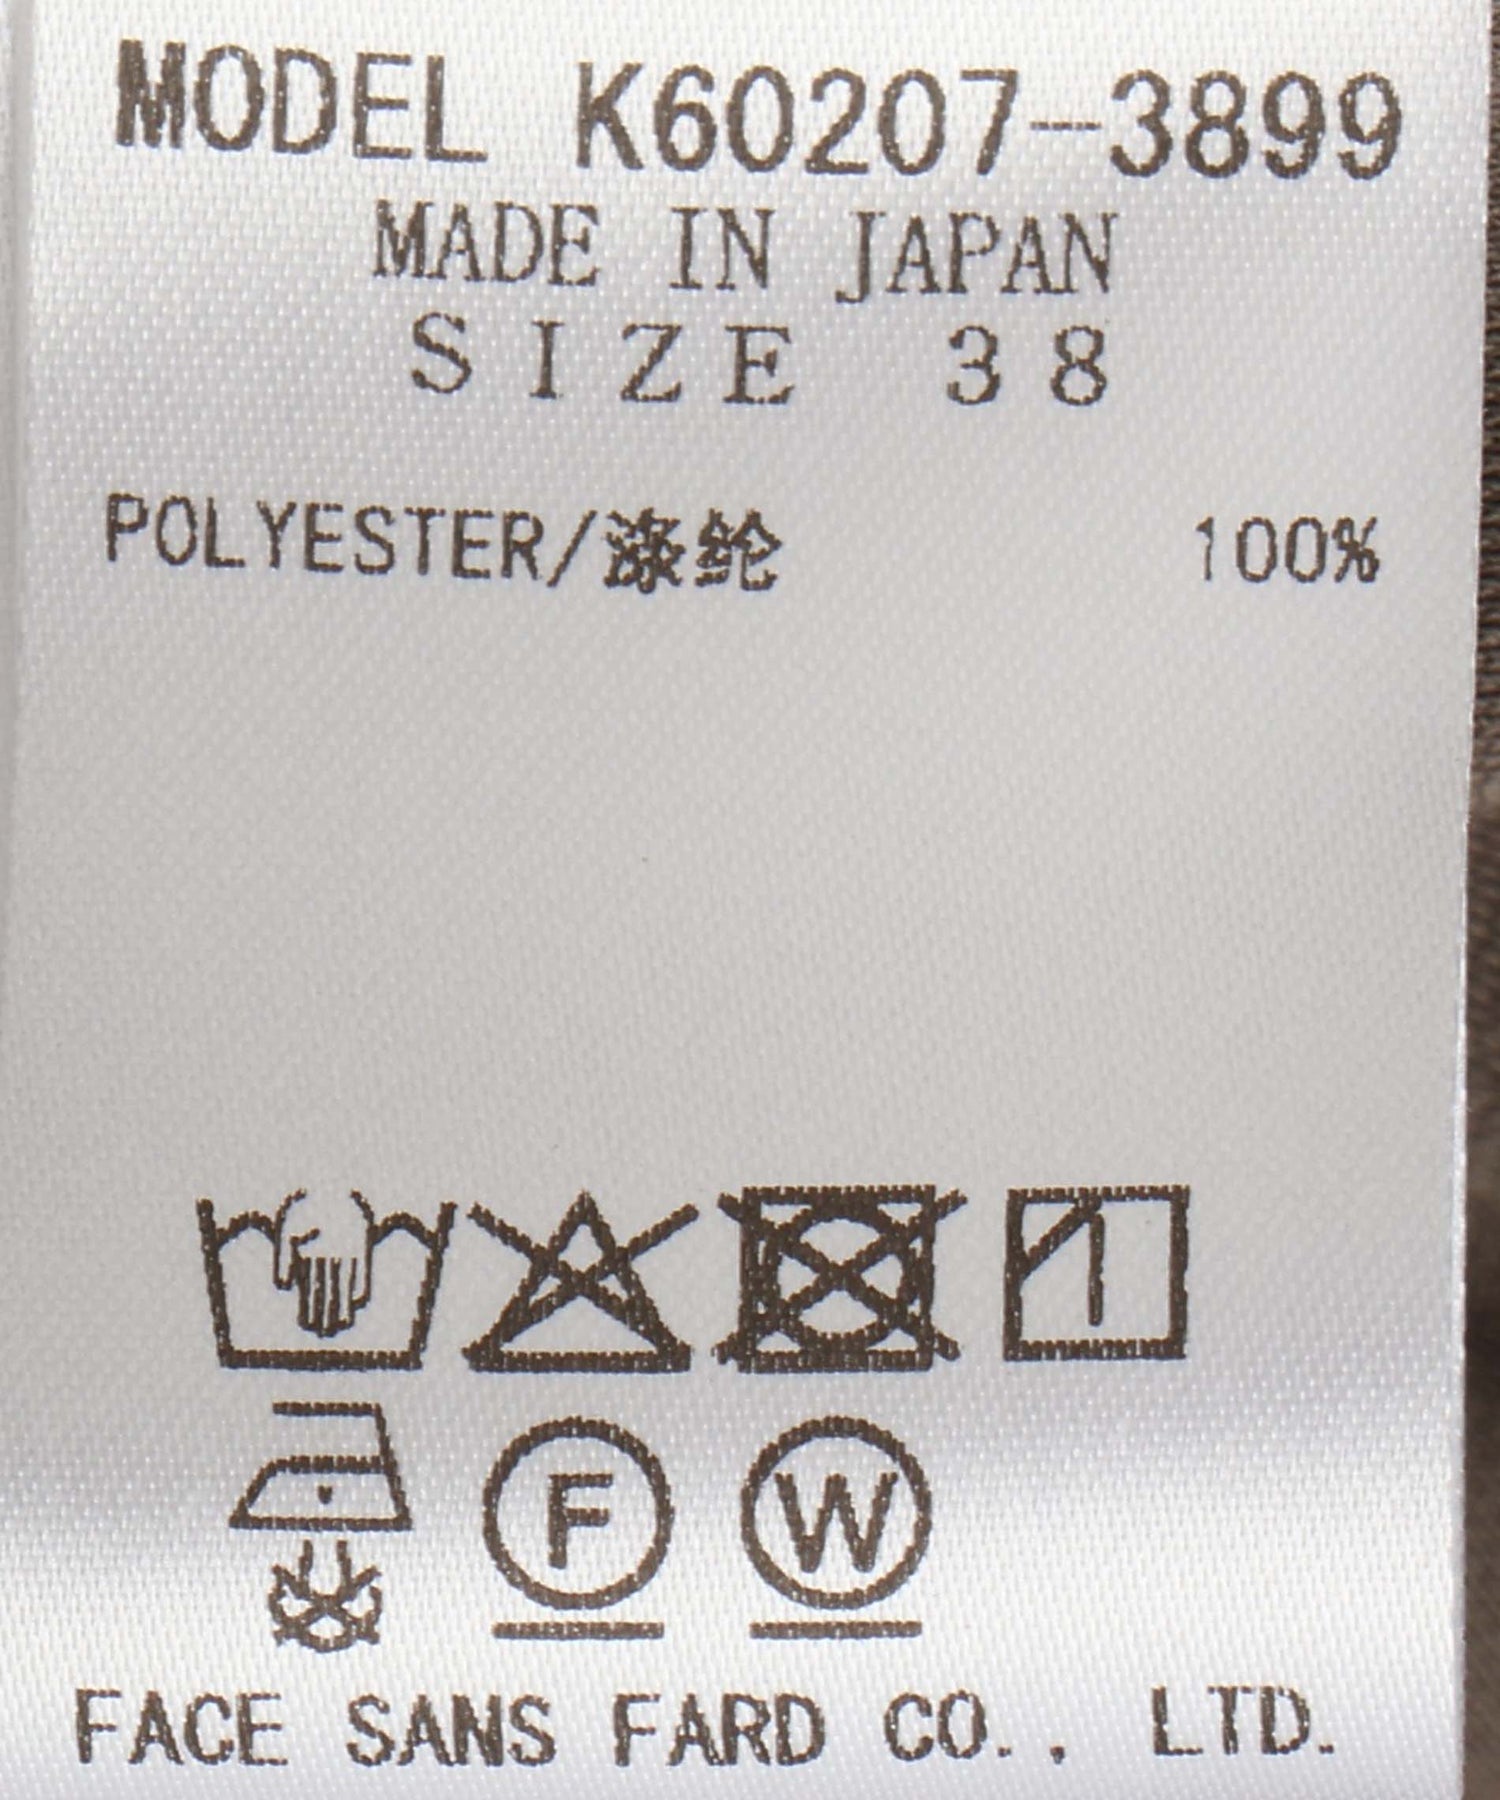 MODEL K60207-3899
MADE IN JAPAN
SIZE 38
POLYESTER/涤纶 100%
F W
FACE SANS FARD CO., LTD.